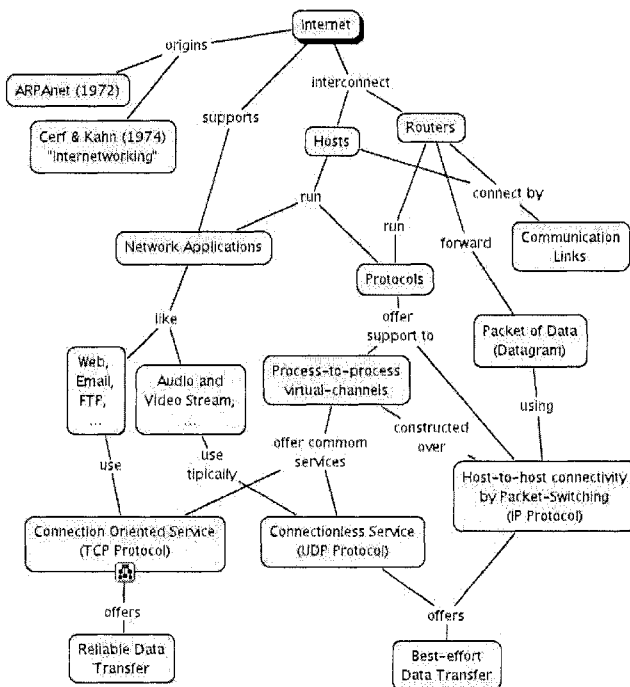 Internet
origins
ARPAnet (1972)
interconnect
supports
Cerf & Kahn (1974)
"Internetworking"
Hosts
Routers
connect by
run
run
forward
Network Applications
Communication
Links
Protocols
like
offer
support to
Packet of Data
(Datagram)
Web,
Email,
FTP,
...
Audio and
Video Stream,
...
Process-to-process
virtual-channels
using
constructed
over
use
use
tipically
offer commom
services
Host-to-host connectivity
by Packet-Switching
(IP Protocol)
Connection Oriented Service
(TCP Protocol)
Connectionless Service
(UDP Protocol)
offers
offers
Reliable Data
Transfer
Best-effort
Data Transfer